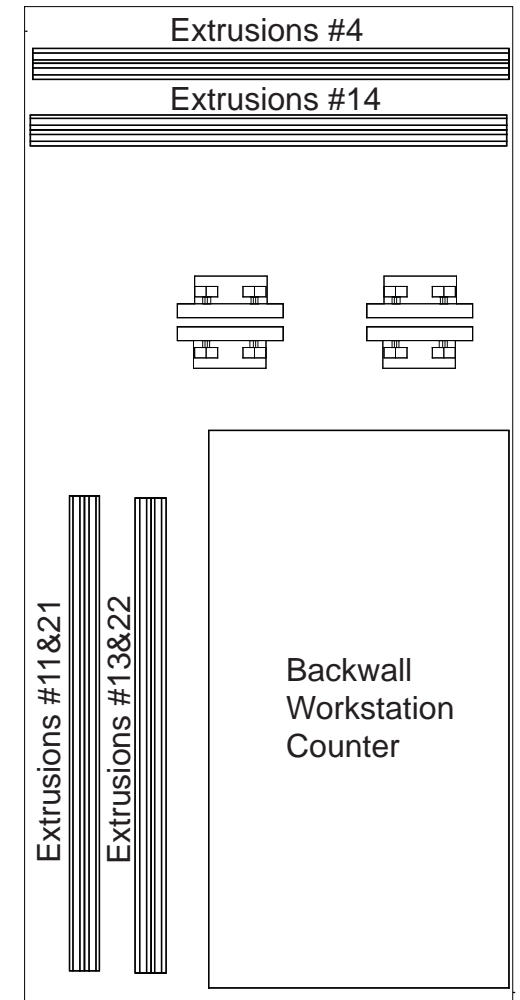 Extrusions #4
Extrusions #14
Extrusions #11&21
Extrusions #13&22
Backwall
Workstation
Counter